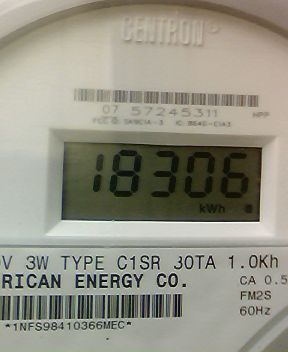 CENTRON®
07 57245311 HPP
18306
kWh
V 3W TYPE C1SR 30TA 1.0Kh
RICAN ENERGY CO. CA 0.5
FM2S
*1NFS98410366MEC* 60Hz